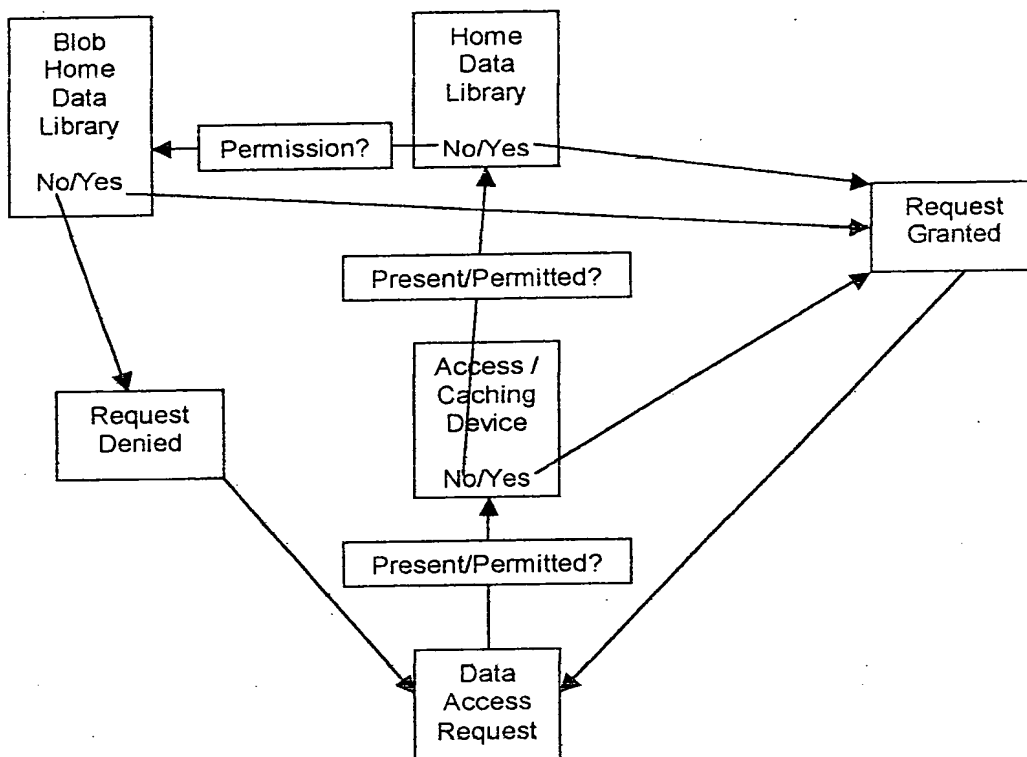 Blob
Home
Data
Library
No/Yes
Permission?
Home
Data
Library
No/Yes
Request
Granted
Present/Permitted?
Access /
Caching
Device
No/Yes
Request
Denied
Present/Permitted?
Data
Access
Request